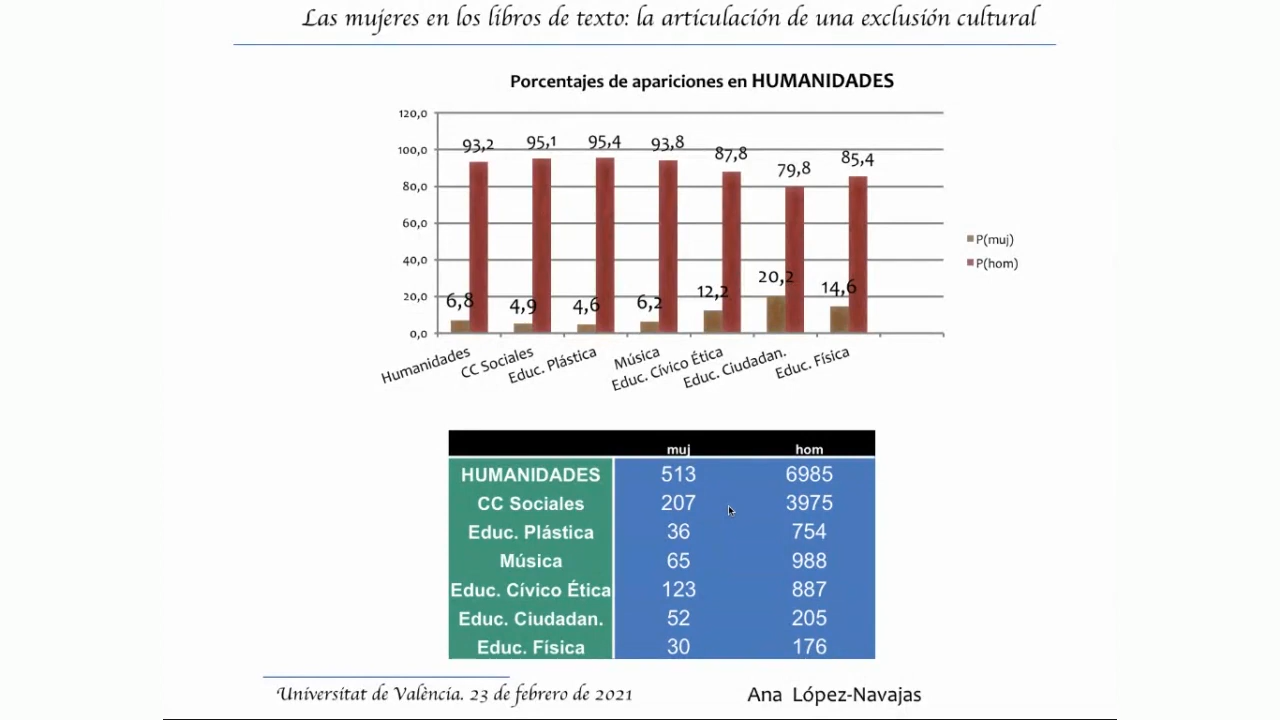 Las mujeres en los libros de texto: la articulación de una exclusión cultural
Porcentajes de apariciones en HUMANIDADES
120,0
100,0
80,0
60,0
40,0
20,0
0,0
93,2
95,1
95,4
93,8
87,8
79,8
85,4
6,8
4,9
4,6
6,2
12,2
20,2
14,6
Humanidades
CC Sociales
Educ. Plástica
Música
Educ. Cívico Ética
Educ. Ciudadan.
Educ. Física
P(muj)
P(hom)
muj hom
HUMANIDADES 513 6985
CC Sociales 207 3975
Educ. Plástica 36 754
Música 65 988
Educ. Cívico Ética 123 887
Educ. Ciudadan. 52 205
Educ. Física 30 176
Universitat de València. 23 de febrero de 2021
Ana López-Navajas